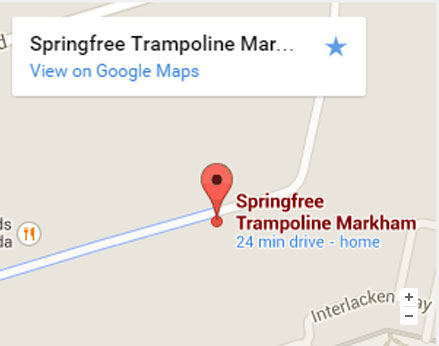 Springfree Trampoline Mar...
View on Google Maps
Springfree
Trampoline Markham
24 min drive - home
Interlacken
+
−